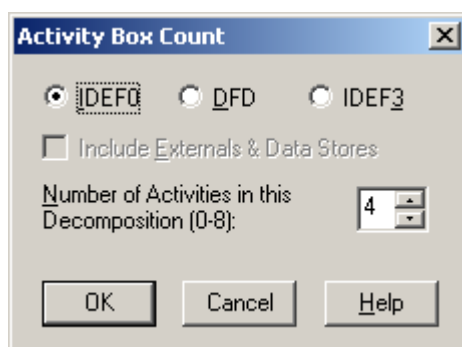 Activity Box Count
IDEF0 DFD IDEF3
Include Externals & Data Stores
Number of Activities in this
Decomposition (0-8):
4
OK Cancel Help